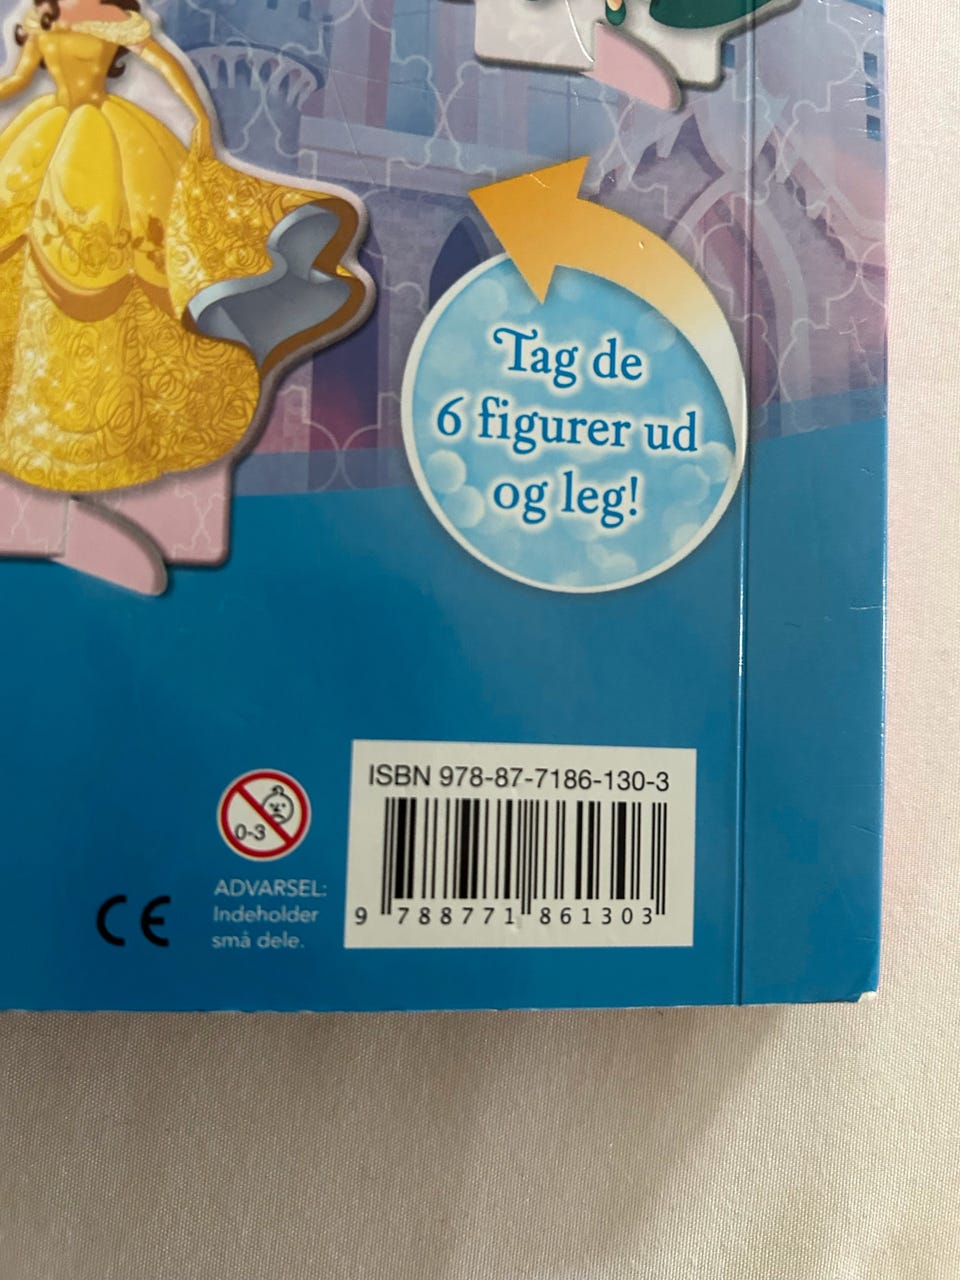 Tag de
6 figurer ud
og leg!
ISBN 978-87-7186-130-3
0-3
9 788771 861303
CE
ADVARSEL:
Indeholder
små dele.